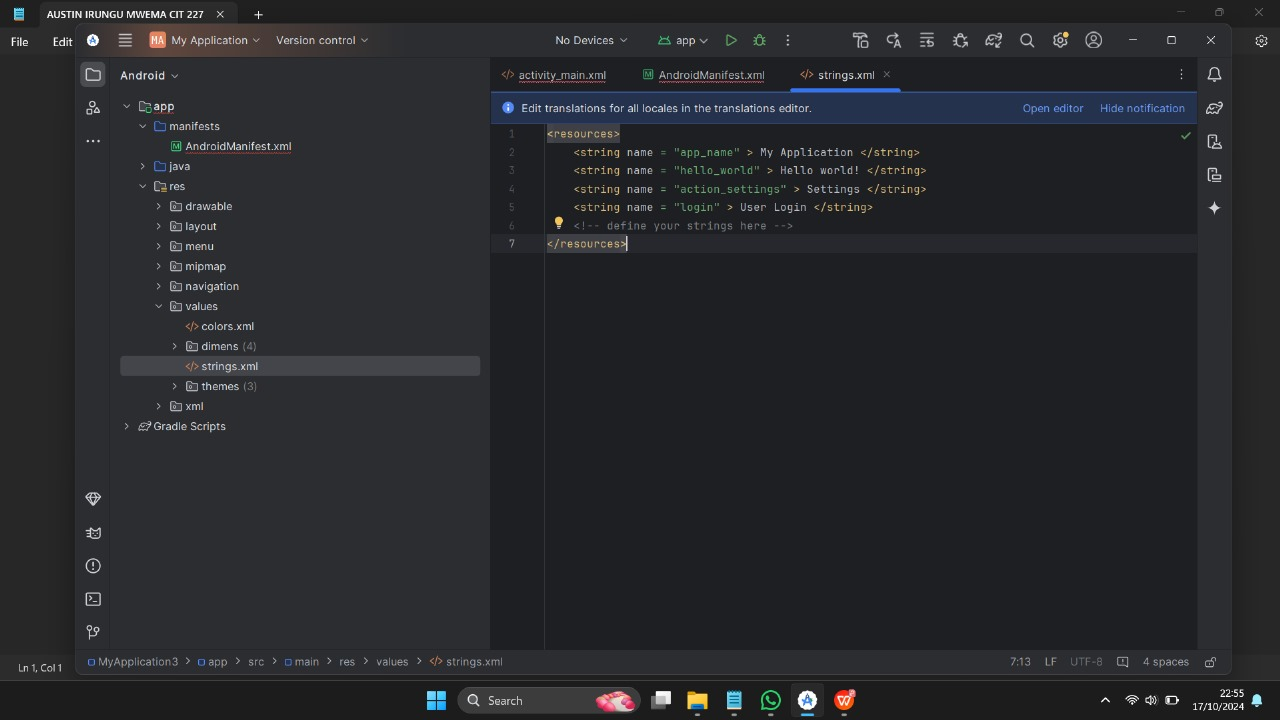 AUSTIN IRUNGU MWEMA CIT 227
File Edit
MA My Application Version control No Devices app
Android
activity_main.xml AndroidManifest.xml strings.xml
Edit translations for all locales in the translations editor. Open editor Hide notification
app
manifests
AndroidManifest.xml
java
res
drawable
layout
menu
mipmap
navigation
values
colors.xml
dimens (4)
strings.xml
themes (3)
xml
Gradle Scripts
1 <resources>
2 <string name = "app_name" > My Application </string>
3 <string name = "hello_world" > Hello world! </string>
4 <string name = "action_settings" > Settings </string>
5 <string name = "login" > User Login </string>
6 <!-- define your strings here -->
7 </resources>
Ln 1, Col 1
MyApplication3 > app > src > main > res > values > strings.xml
7:13 LF UTF-8 4 spaces
Search
22:55
17/10/2024